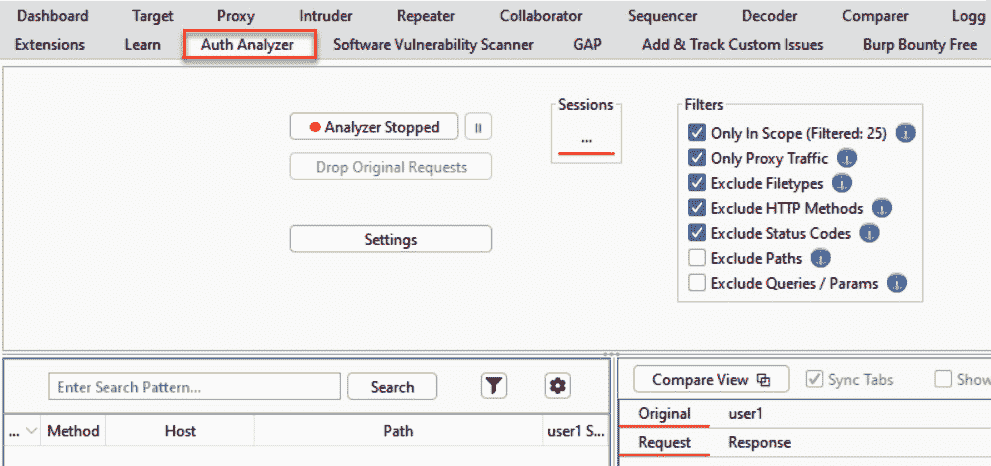 Dashboard Target Proxy Intruder Repeater Collaborator Sequencer Decoder Comparer Logg
Extensions Learn Auth Analyzer Software Vulnerability Scanner GAP Add & Track Custom Issues Burp Bounty Free
Sessions
...
Filters
Analyzer Stopped
Drop Original Requests
Settings
Only In Scope (Filtered: 25)
Only Proxy Traffic
Exclude Filetypes
Exclude HTTP Methods
Exclude Status Codes
Exclude Paths
Exclude Queries / Params
Enter Search Pattern... Search
... Method Host Path user1 S...
Compare View Sync Tabs Show
Original user1
Request Response